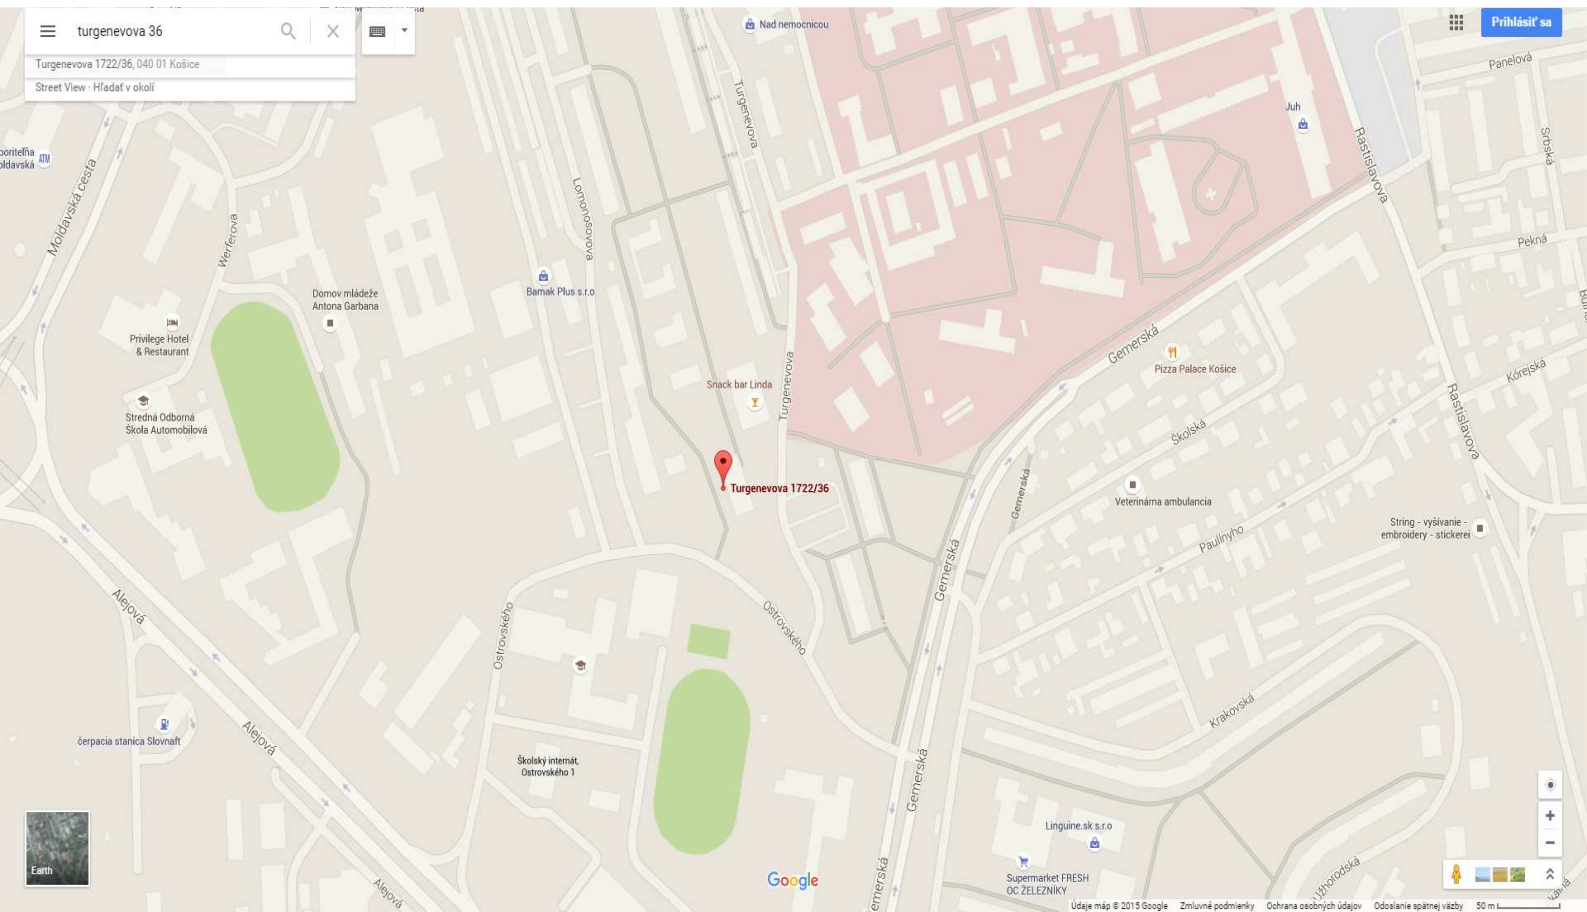 turgenevova 36
Turgenevova 1722/36, 040 01 Košice
Street View · Hľadať v okolí
Nad nemocnicou
Prihlásiť sa
Panelová
Juh
Turgenevova
Rastislavova
Srbská
ATM
Moldavská cesta
Lomonosovova
Werferova
Pekná
Bamak Plus s.r.o
Domov mládeže
Antona Garbana
Privilege Hotel
& Restaurant
Gemerská
Pizza Palace Košice
Kórejská
Snack bar Linda
Turgenevova
Rastislavova
Stredná Odborná
Škola Automobilová
Školská
Turgenevova 1722/36
Gemerská
Veterinárna ambulancia
String - vyšívanie -
embroidery - stickerei
Paulínyho
Gemerská
Alejová
Ostrovského
Ostrovského
Krakovská
čerpacia stanica Slovnaft
Alejová
Školský internát,
Ostrovského 1
Gemerská
Linguine.sk s.r.o
Earth
Google
Supermarket FRESH
OC ŽELEZNÍKY
Užhorodská
Alejová
Údaje máp © 2015 Google
Zmluvné podmienky
Ochrana osobných údajov
Odoslanie spätnej väzby
50 m